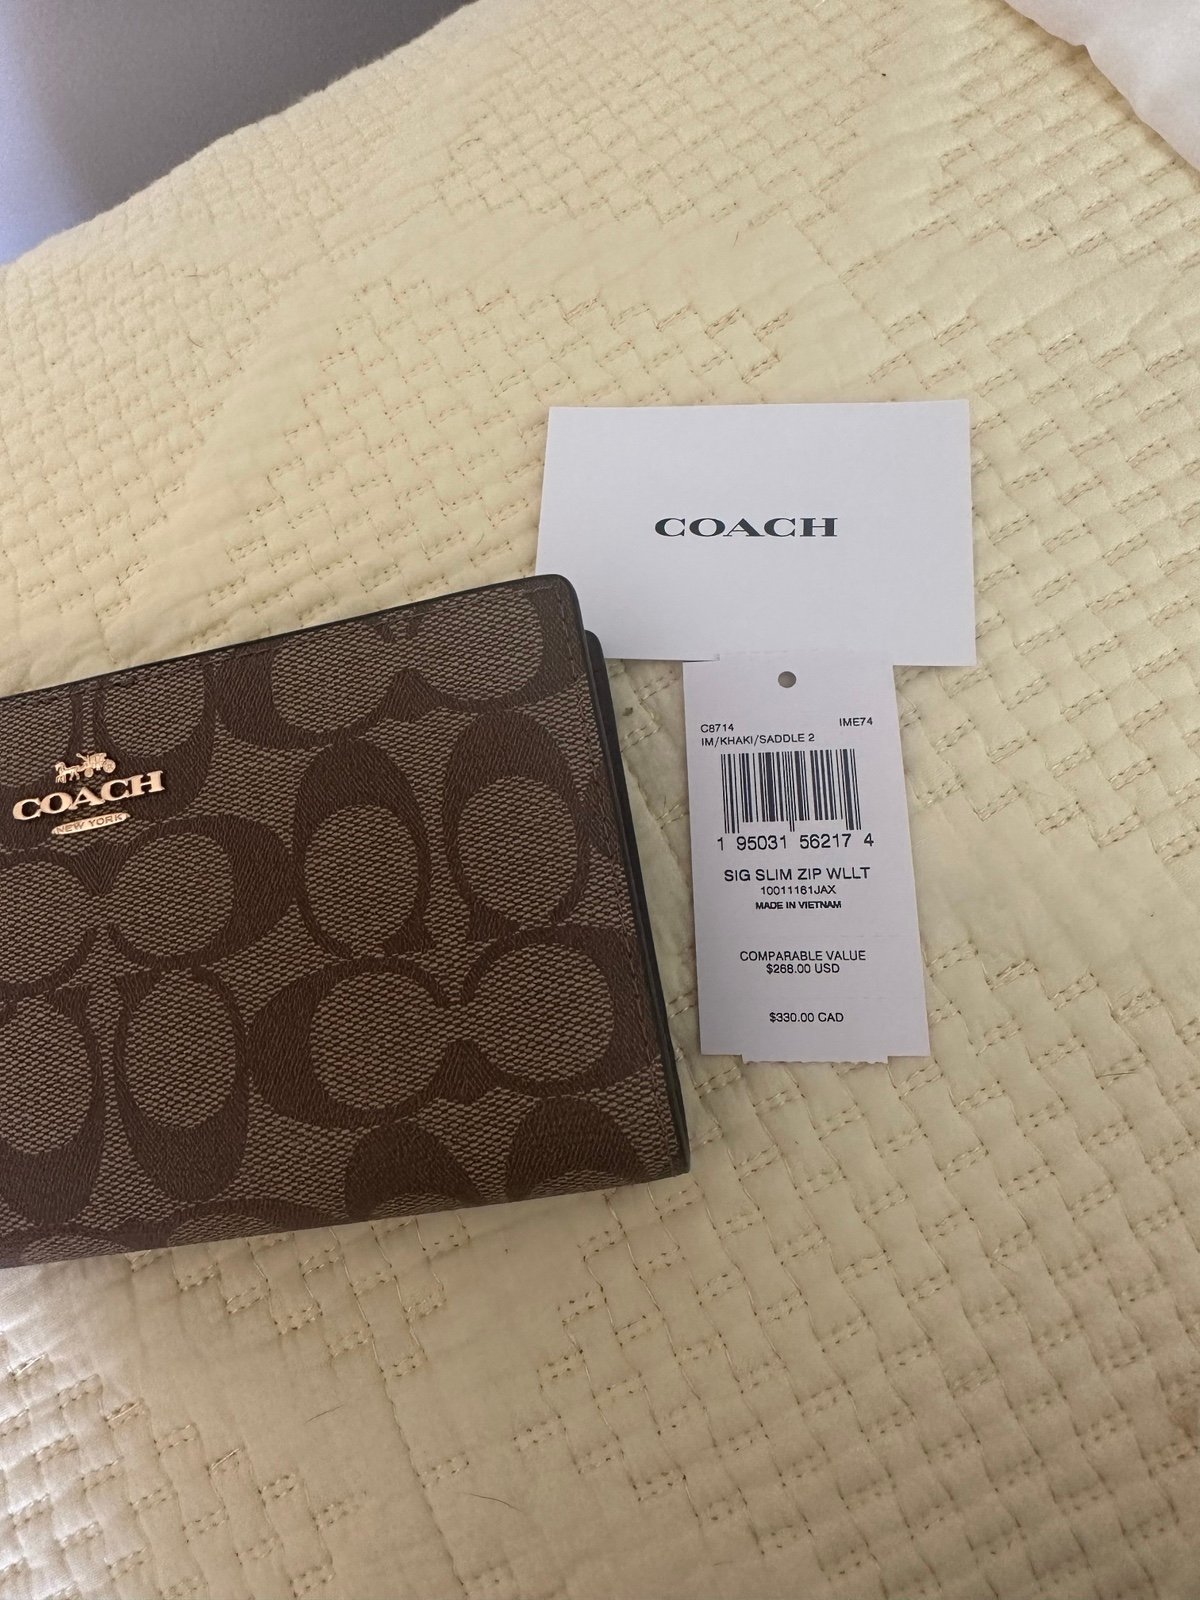 COACH
COACH
NEW YORK
C8714 IME74
IM/KHAKI/SADDLE 2
1 95031 56217 4
SIG SLIM ZIP WLLT
10011161JAX
MADE IN VIETNAM
COMPARABLE VALUE
$268.00 USD
$330.00 CAD